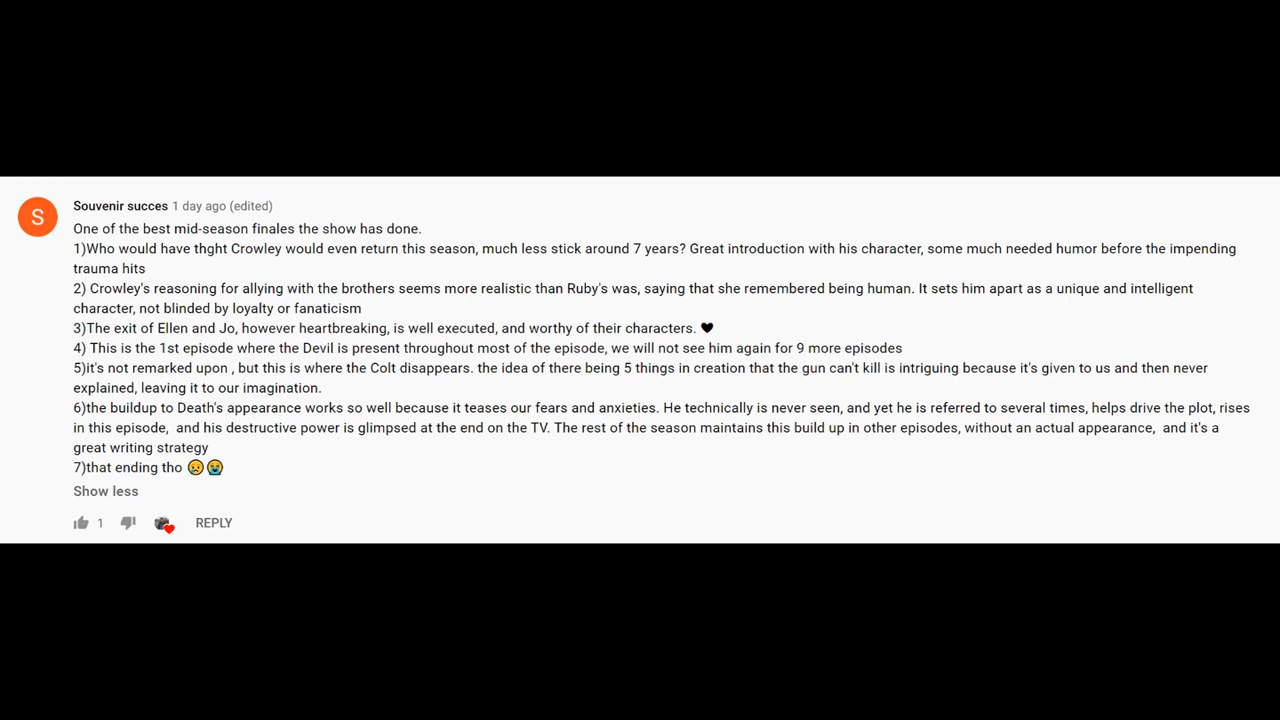 S
Souvenir succes 1 day ago (edited)
One of the best mid-season finales the show has done.
1)Who would have thght Crowley would even return this season, much less stick around 7 years? Great introduction with his character, some much needed humor before the impending
trauma hits
2) Crowley's reasoning for allying with the brothers seems more realistic than Ruby's was, saying that she remembered being human. It sets him apart as a unique and intelligent
character, not blinded by loyalty or fanaticism
3)The exit of Ellen and Jo, however heartbreaking, is well executed, and worthy of their characters. 🖤
4) This is the 1st episode where the Devil is present throughout most of the episode, we will not see him again for 9 more episodes
5)it's not remarked upon , but this is where the Colt disappears. the idea of there being 5 things in creation that the gun can't kill is intriguing because it's given to us and then never
explained, leaving it to our imagination.
6)the buildup to Death's appearance works so well because it teases our fears and anxieties. He technically is never seen, and yet he is referred to several times, helps drive the plot, rises
in this episode,  and his destructive power is glimpsed at the end on the TV. The rest of the season maintains this build up in other episodes, without an actual appearance,  and it's a
great writing strategy
7)that ending tho 😥😭
Show less
1 REPLY